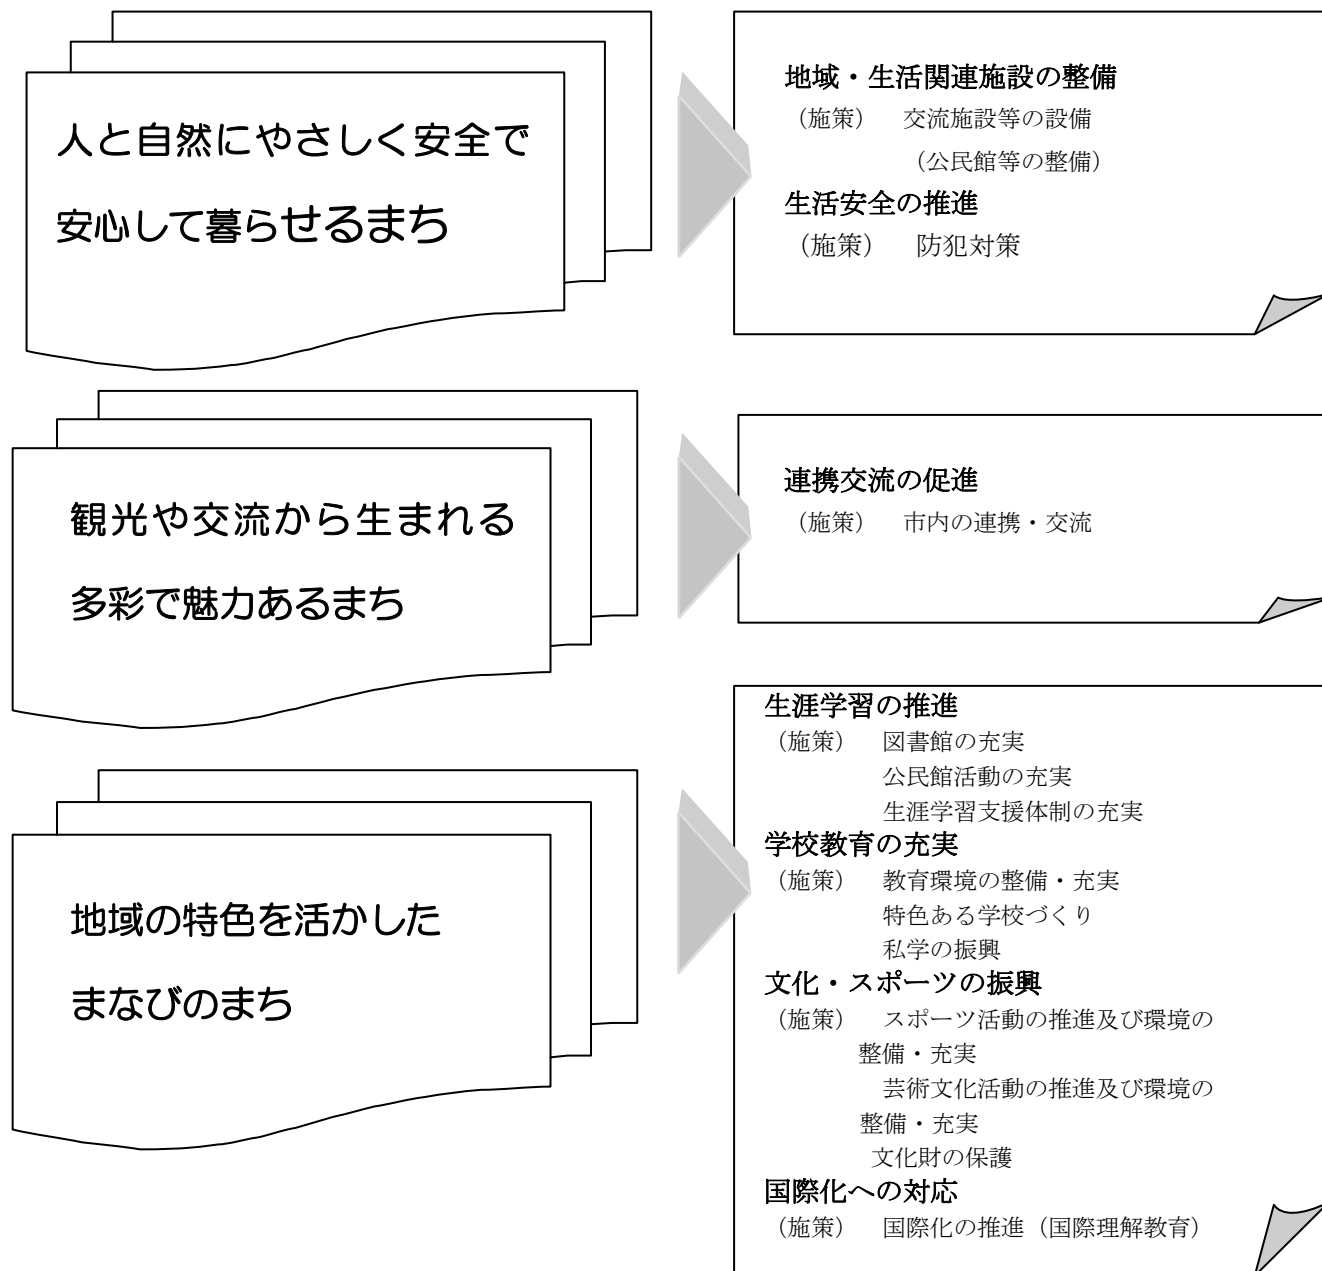 人と自然にやさしく安全で
安心して暮らせるまち
地域・生活関連施設の整備
（施策）　交流施設等の設備
（公民館等の整備）
生活安全の推進
（施策）　防犯対策
観光や交流から生まれる
多彩で魅力あるまち
連携交流の促進
（施策）　市内の連携・交流
地域の特色を活かした
まなびのまち
生涯学習の推進
（施策）　図書館の充実
公民館活動の充実
生涯学習支援体制の充実
学校教育の充実
（施策）　教育環境の整備・充実
特色ある学校づくり
私学の振興
文化・スポーツの振興
（施策）　スポーツ活動の推進及び環境の
整備・充実
芸術文化活動の推進及び環境の
整備・充実
文化財の保護
国際化への対応
（施策）　国際化の推進（国際理解教育）